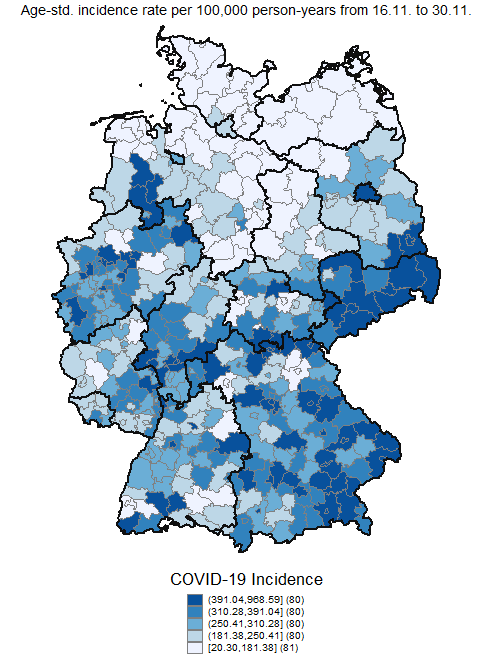 Age-std. incidence rate per 100,000 person-years from 16.11. to 30.11.
COVID-19 Incidence
(391.04,968.59] (80)
(310.28,391.04] (80)
(250.41,310.28] (80)
(181.38,250.41] (80)
[20.30,181.38] (81)